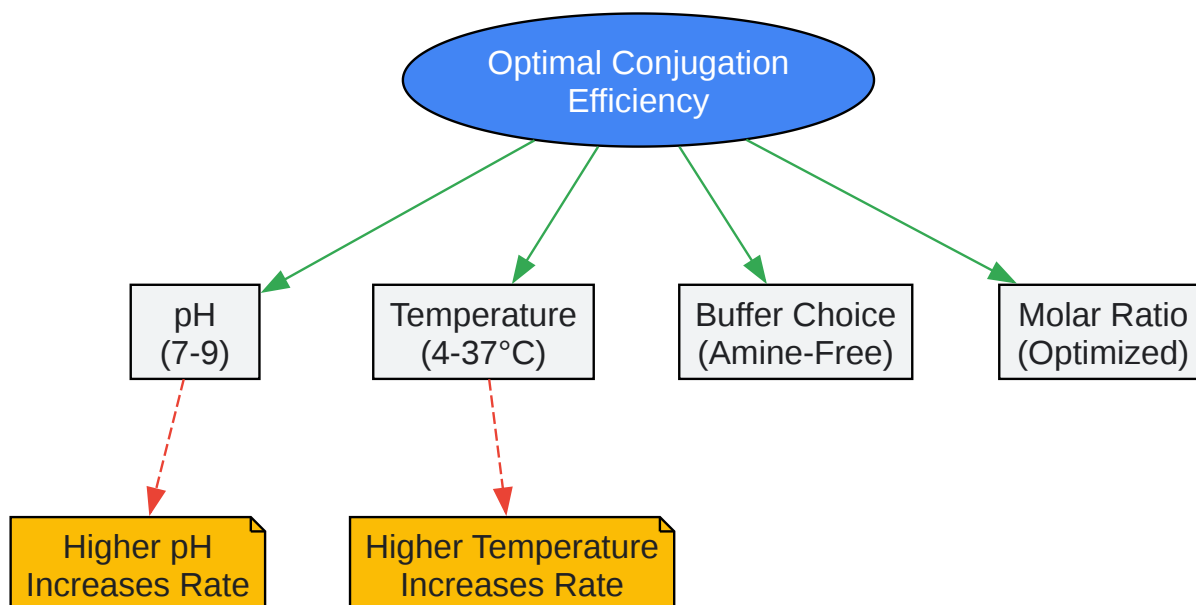 Optimal Conjugation
Efficiency
pH
(7-9)
Temperature
(4-37°C)
Buffer Choice
(Amine-Free)
Molar Ratio
(Optimized)
Higher pH
Increases Rate
Higher Temperature
Increases Rate